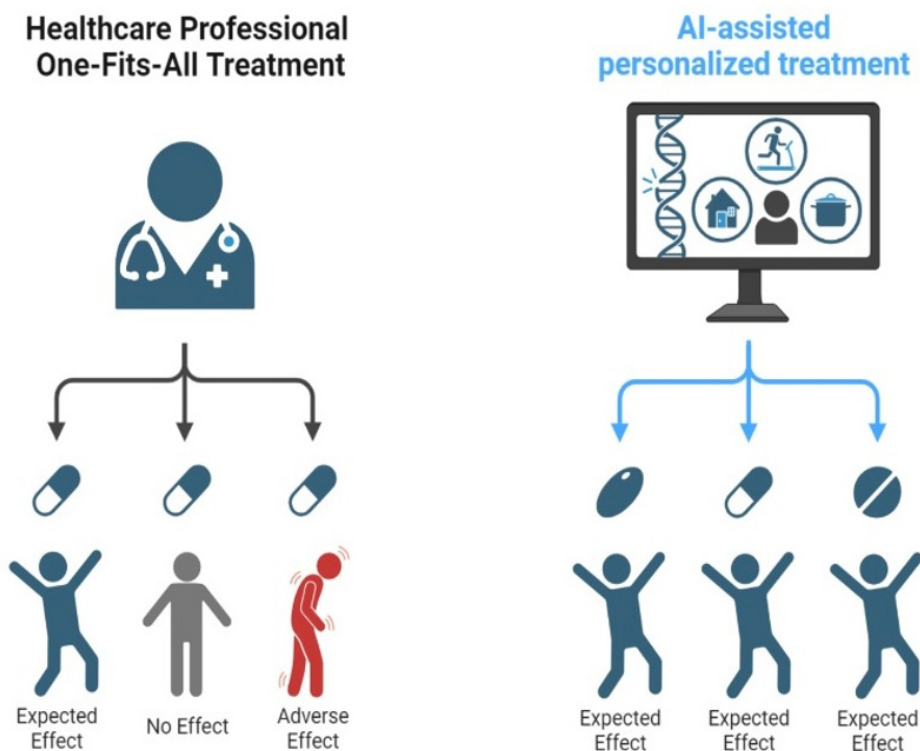 Healthcare Professional
One-Fits-All Treatment
AI-assisted
personalized treatment
Expected
Effect
No Effect
Adverse
Effect
Expected
Effect
Expected
Effect
Expected
Effect